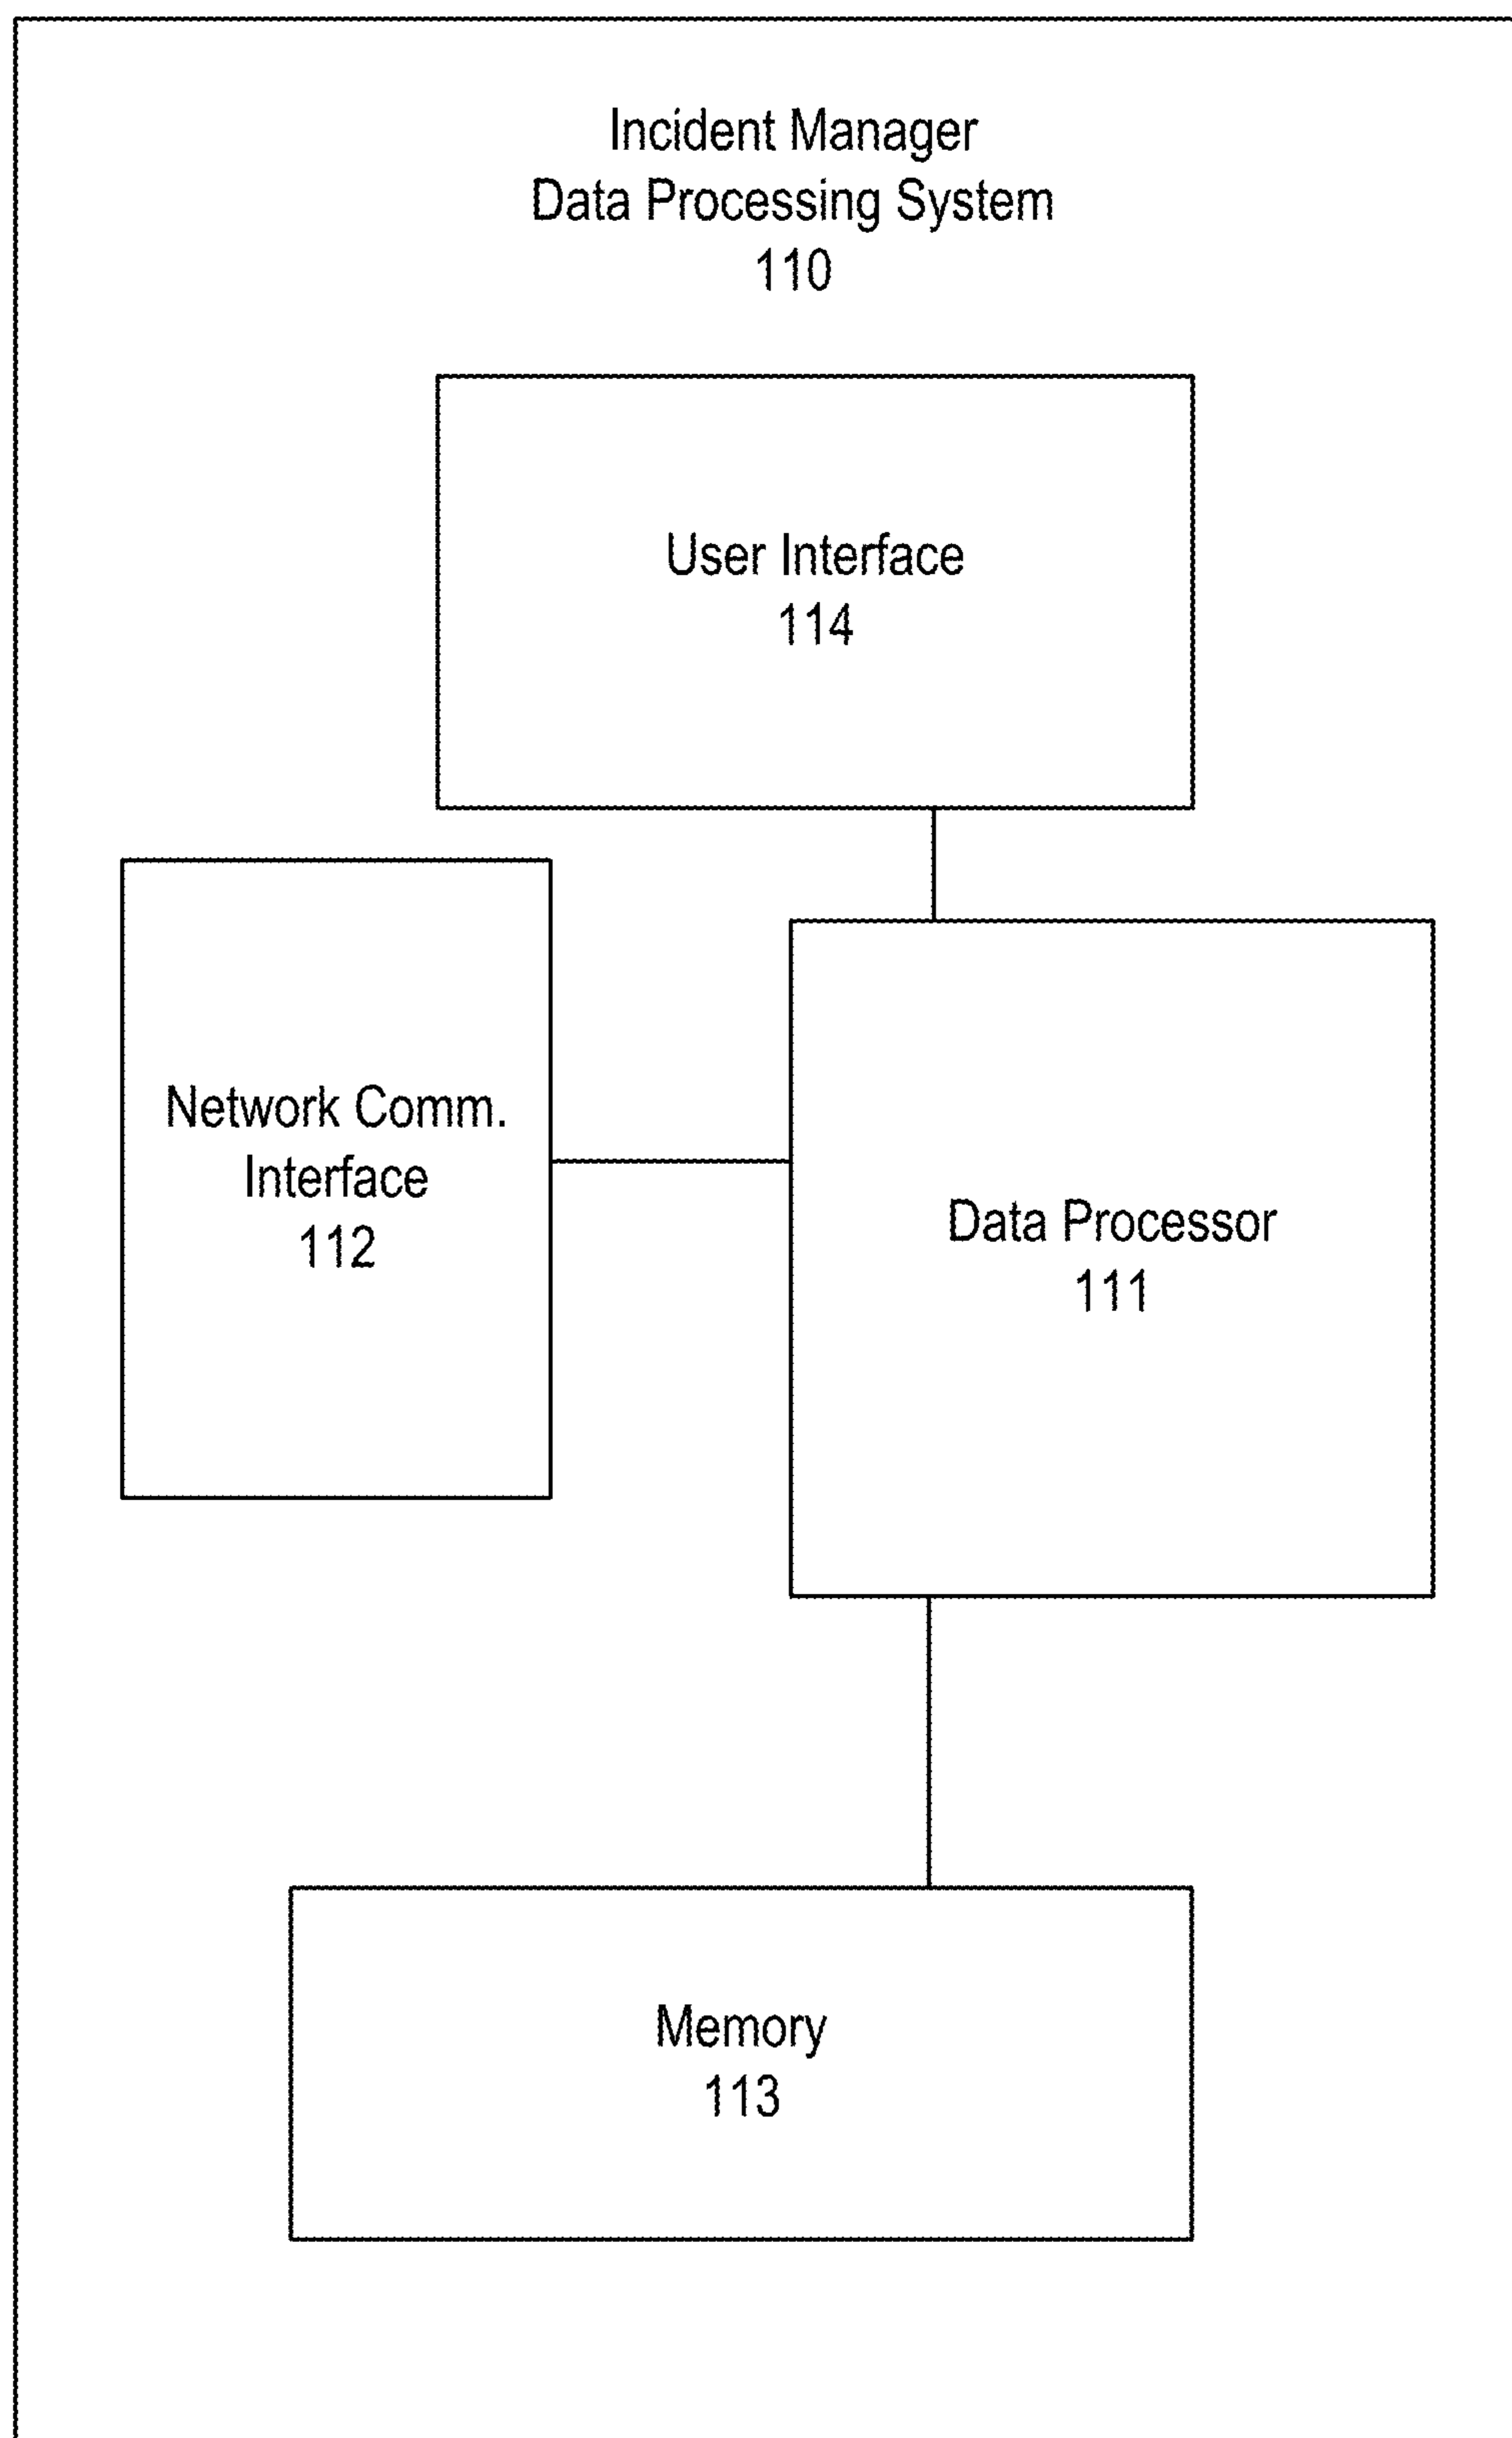 Incident Manager
Data Processing System
110
User Interface
114
Network Comm.
Interface
112
Data Processor
111
Memory
113